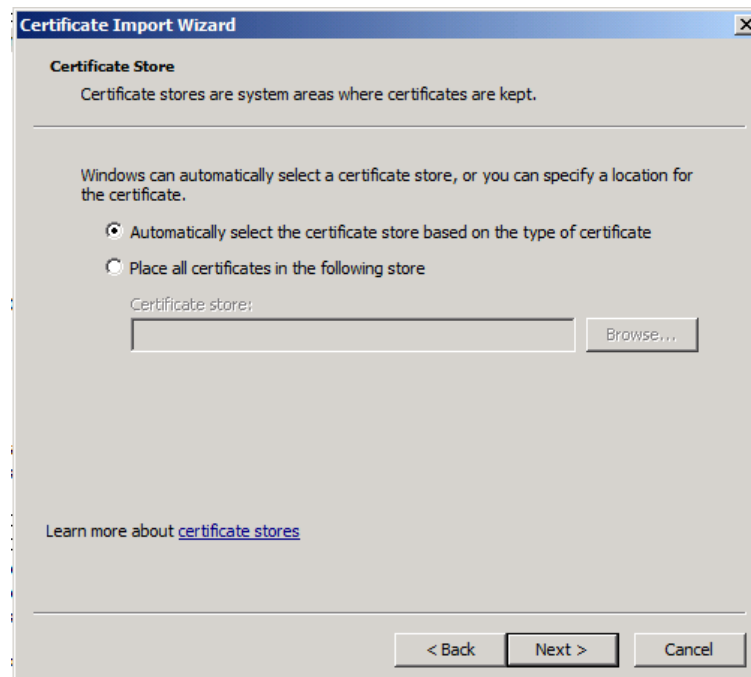 Certificate Import Wizard
Certificate Store
Certificate stores are system areas where certificates are kept.
Windows can automatically select a certificate store, or you can specify a location for
the certificate.
Automatically select the certificate store based on the type of certificate
Place all certificates in the following store
Certificate store:
Browse...
Learn more about certificate stores
< Back Next > Cancel